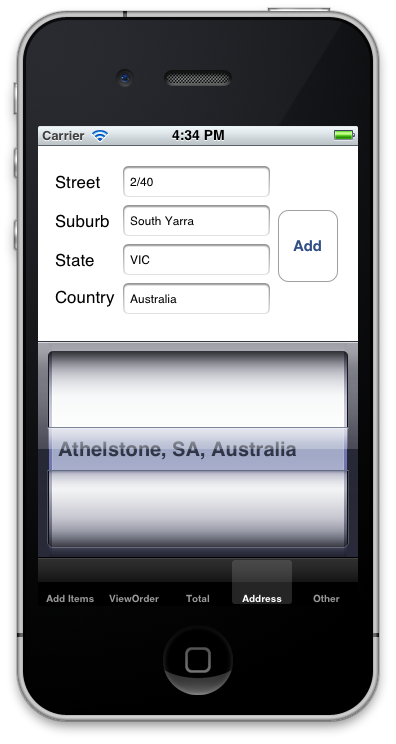 Carrier 4:34 PM
Street 2/40
Suburb South Yarra
State VIC
Country Australia
Add
Athelstone, SA, Australia
Add Items ViewOrder Total Address Other